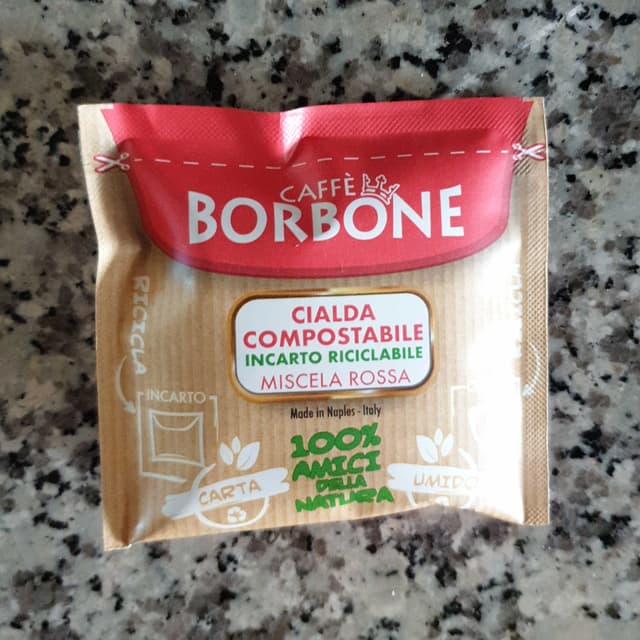 CAFFÈ
BORBONE
CIALDA
COMPOSTABILE
INCARTO RICICLABILE
MISCELA ROSSA
Made in Naples - Italy
RICICLA
INCARTO
100%
AMICI
DELLA
NATURA
CARTA
UMIDO